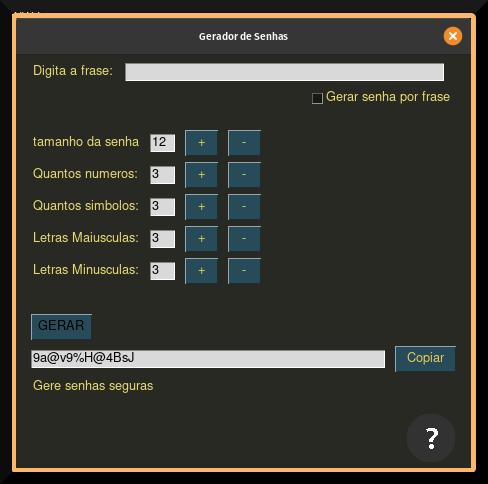 Gerador de Senhas
Digita a frase:
Gerar senha por frase
tamanho da senha 12 + -
Quantos numeros: 3 + -
Quantos simbolos: 3 + -
Letras Maiusculas: 3 + -
Letras Minusculas: 3 + -
GERAR
9a@v9%H@4BsJ Copiar
Gere senhas seguras
?